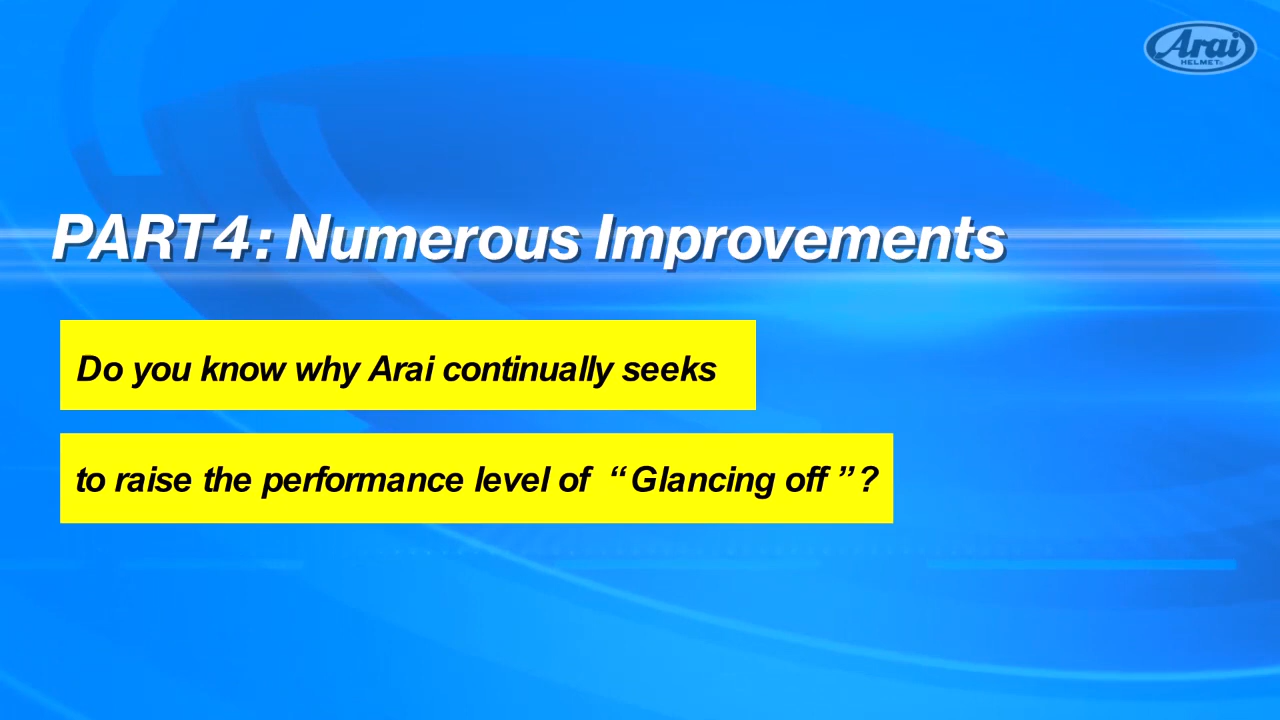 Arai
HELMET
PART4: Numerous Improvements
Do you know why Arai continually seeks
to raise the performance level of “Glancing off”?